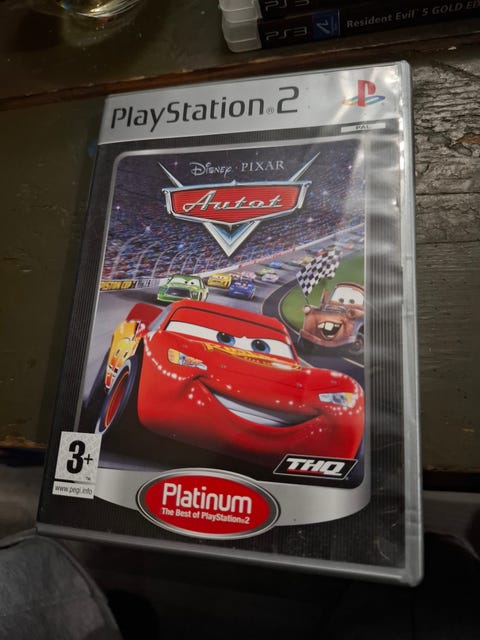 PS3
PS3 Resident Evil 5 GOLD ED
PlayStation®2
PAL
Disney · PIXAR
Autot
PISTON CUP
THQ
3+
www.pegi.info
Platinum
The Best of PlayStation®2